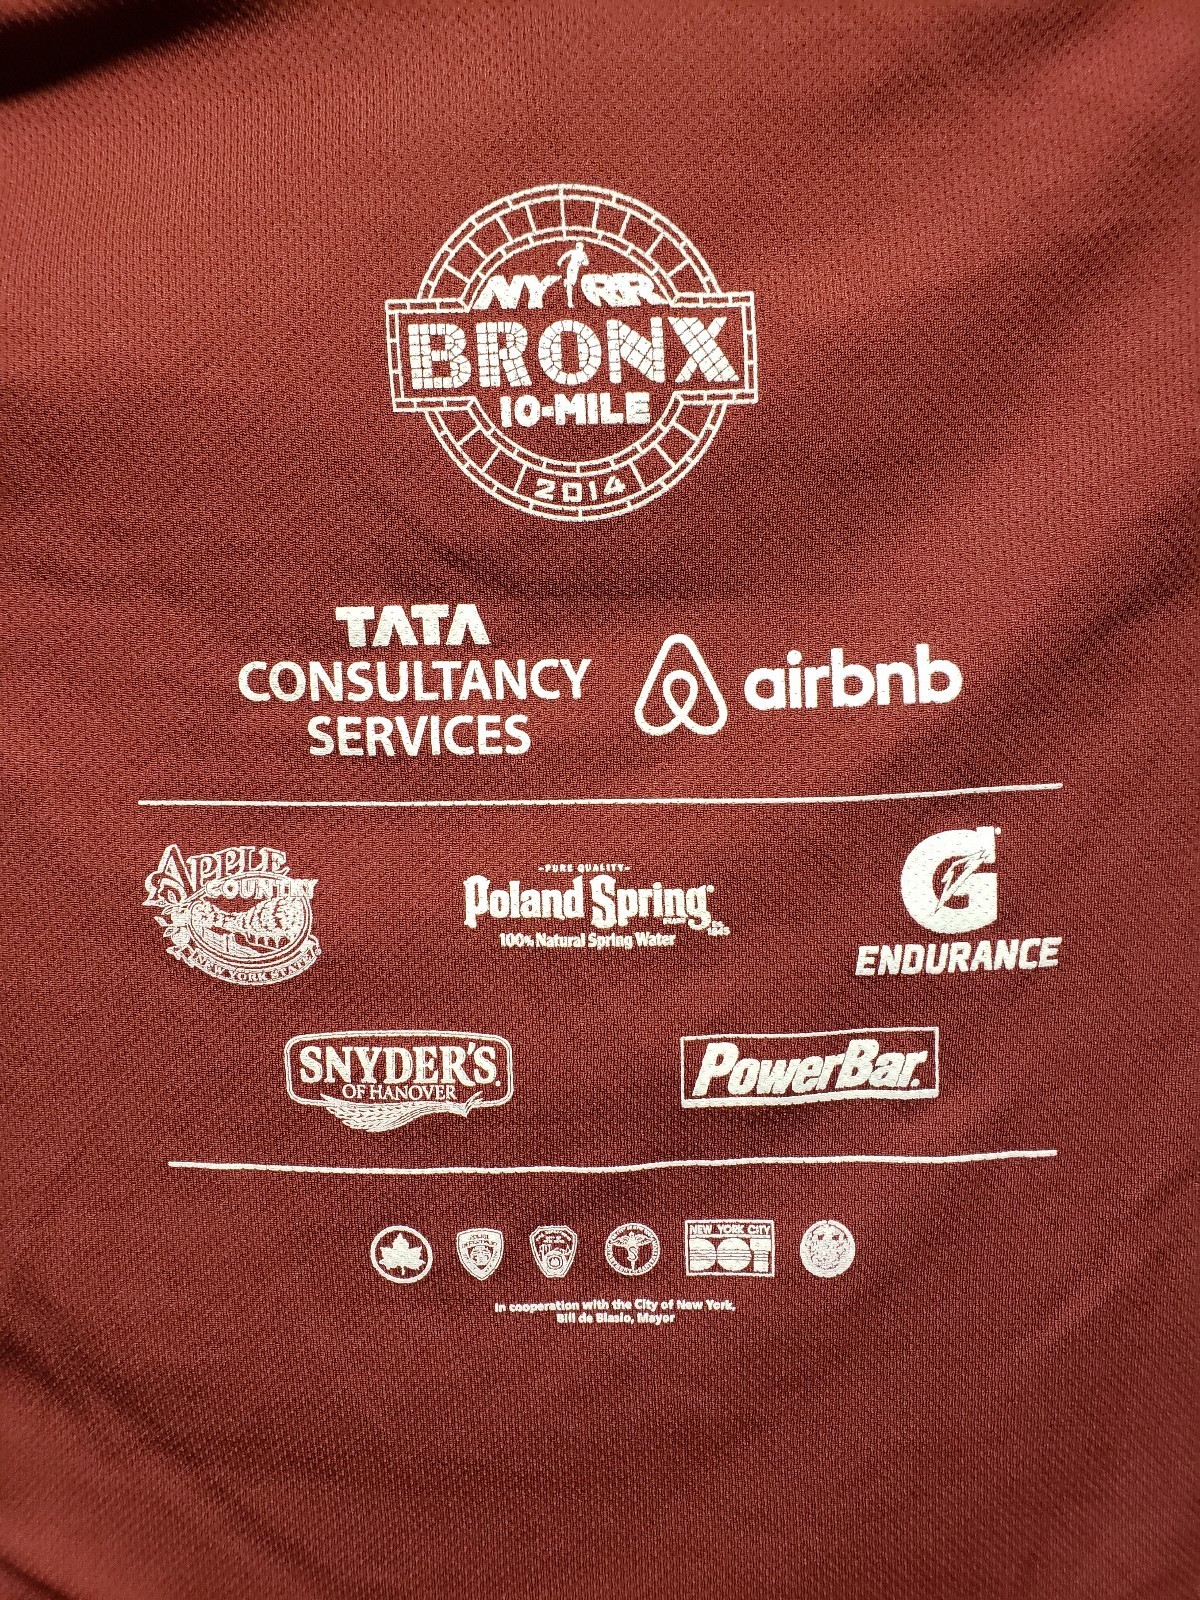 NYRR
BRONX
10-MILE
2014
TATA
CONSULTANCY
SERVICES
airbnb
APPLE
COUNTRY
NEW YORK STATE
-PURE QUALITY-
Poland Spring®
100% Natural Spring Water
G
ENDURANCE
SNYDER'S
OF HANOVER
PowerBar.
NEW YORK CITY
DOT
In cooperation with the City of New York,
Bill de Blasio, Mayor